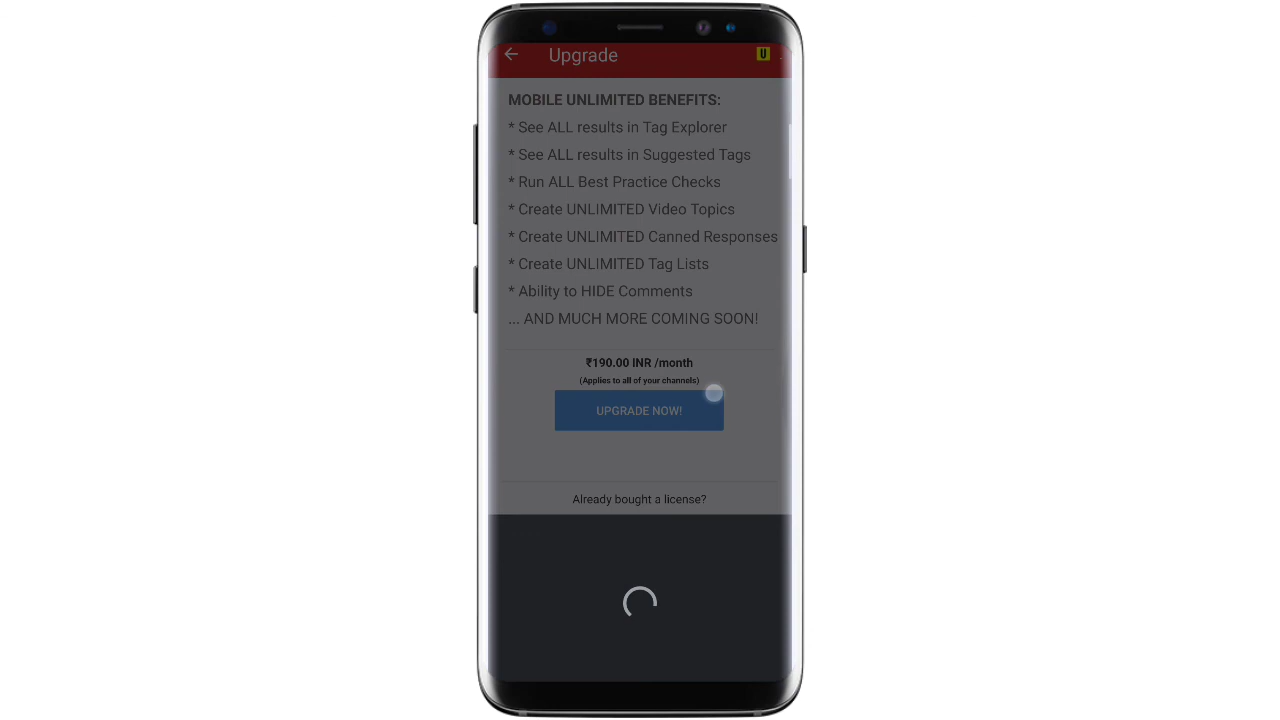 Upgrade
U
MOBILE UNLIMITED BENEFITS:
* See ALL results in Tag Explorer
* See ALL results in Suggested Tags
* Run ALL Best Practice Checks
* Create UNLIMITED Video Topics
* Create UNLIMITED Canned Responses
* Create UNLIMITED Tag Lists
* Ability to HIDE Comments
... AND MUCH MORE COMING SOON!
₹190.00 INR /month
(Applies to all of your channels)
UPGRADE NOW!
Already bought a license?